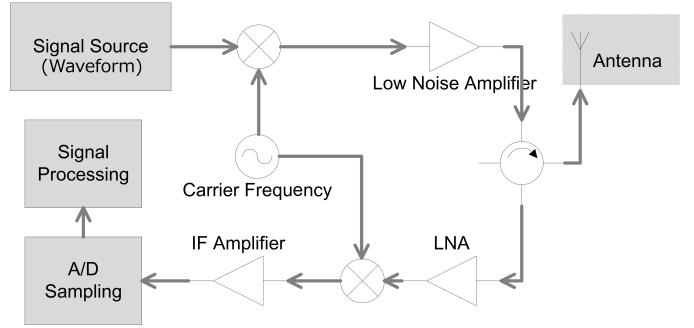 Signal Source
(Waveform)
Low Noise Amplifier
Antenna
Signal
Processing
Carrier Frequency
IF Amplifier
LNA
A/D
Sampling